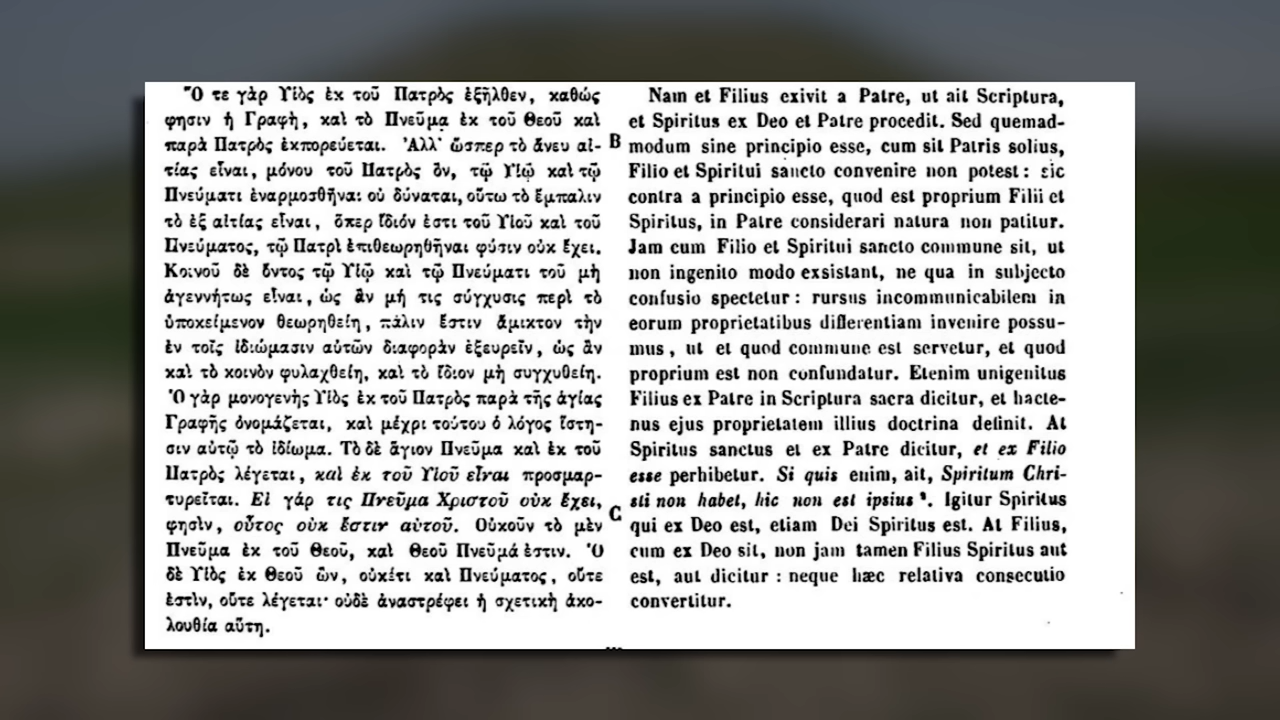 Ὅ τε γὰρ Υἱὸς ἐκ τοῦ Πατρὸς ἐξῆλθεν, καθώς
φησιν ἡ Γραφὴ, καὶ τὸ Πνεῦμα ἐκ τοῦ Θεοῦ καὶ
παρὰ Πατρὸς ἐκπορεύεται. Ἀλλ' ὥσπερ τὸ ἄνευ αἰ-
τίας εἶναι, μόνου τοῦ Πατρὸς ὂν, τῷ Υἱῷ καὶ τῷ
Πνεύματι ἐναρμοσθῆναι οὐ δύναται, οὕτω τὸ ἔμπαλιν
τὸ ἐξ αἰτίας εἶναι, ὅπερ ἴδιόν ἐστι τοῦ Υἱοῦ καὶ τοῦ
Πνεύματος, τῷ Πατρὶ ἐπιθεωρηθῆναι φύσιν οὐκ ἔχει.
Κοινοῦ δὲ ὄντος τῷ Υἱῷ καὶ τῷ Πνεύματι τοῦ μὴ
ἀγεννήτως εἶναι, ὡς ἂν μή τις σύγχυσις περὶ τὸ
ὑποκείμενον θεωρηθείη, πάλιν ἔστιν ἄμικτον τὴν
ἐν τοῖς ἰδιώμασιν αὐτῶν διαφορὰν ἐξευρεῖν, ὡς ἂν
καὶ τὸ κοινὸν φυλαχθείη, καὶ τὸ ἴδιον μὴ συγχυθείη.
Ὁ γὰρ μονογενὴς Υἱὸς ἐκ τοῦ Πατρὸς παρὰ τῆς ἁγίας
Γραφῆς ὀνομάζεται, καὶ μέχρι τούτου ὁ λόγος ἵστη-
σιν αὐτῷ τὸ ἰδίωμα. Τὸ δὲ ἅγιον Πνεῦμα καὶ ἐκ τοῦ
Πατρὸς λέγεται, καὶ ἐκ τοῦ Υἱοῦ εἶναι προσμαρ-
τυρεῖται. Εἰ γάρ τις Πνεῦμα Χριστοῦ οὐκ ἔχει,
φησὶν, οὗτος οὐκ ἔστιν αὐτοῦ. Οὐκοῦν τὸ μὲν
Πνεῦμα ἐκ τοῦ Θεοῦ, καὶ Θεοῦ Πνεῦμά ἐστιν. Ὁ
δὲ Υἱὸς ἐκ Θεοῦ ὢν, οὐκέτι καὶ Πνεύματος, οὔτε
ἐστὶν, οὔτε λέγεται· οὐδὲ ἀναστρέφει ἡ σχετικὴ ἀκο-
λουθία αὕτη.
B
C
Nam et Filius exivit a Patre, ut ait Scriptura,
et Spiritus ex Deo et Patre procedit. Sed quemad-
modum sine principio esse, cum sit Patris solius,
Filio et Spiritui sancto convenire non potest: sic
contra a principio esse, quod est proprium Filii et
Spiritus, in Patre considerari natura non patitur.
Jam cum Filio et Spiritui sancto commune sit, ut
non ingenito modo exsistant, ne qua in subjecto
confusio spectetur: rursus incommunicabilem in
eorum proprietatibus differentiam invenire possu-
mus, ut et quod commune est servetur, et quod
proprium est non confundatur. Etenim unigenitus
Filius ex Patre in Scriptura sacra dicitur, et hacte-
nus ejus proprietatem illius doctrina definit. At
Spiritus sanctus et ex Patre dicitur, et ex Filio
esse perhibetur. Si quis enim, ait, Spiritum Chri-
sti non habet, hic non est ipsius. Igitur Spiritus
qui ex Deo est, etiam Dei Spiritus est. At Filius,
cum ex Deo sit, non jam tamen Filius Spiritus aut
est, aut dicitur: neque hæc relativa consecutio
convertitur.